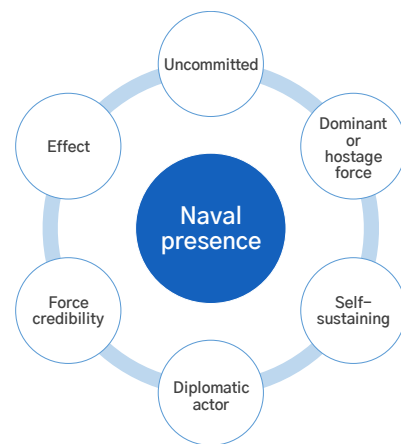 Uncommitted
Dominant
or
hostage
force
Effect
Naval
presence
Force
credibility
Self-
sustaining
Diplomatic
actor